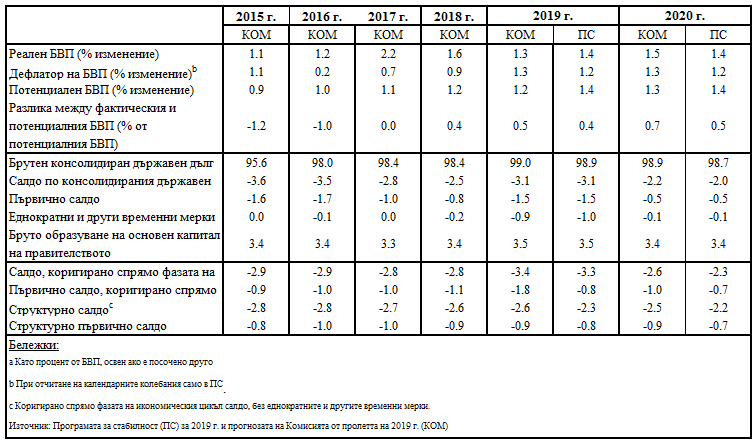 2015 г. 2016 г. 2017 г. 2018 г. 2019 г. 2020 г.
КОМ КОМ КОМ КОМ КОМ ПС КОМ ПС
Реален БВП (% изменение) 1.1 1.2 2.2 1.6 1.3 1.4 1.5 1.4
Дефлатор на БВП (% изменение)b 1.1 0.2 0.7 0.9 1.3 1.2 1.3 1.2
Потенциален БВП (% изменение) 0.9 1.0 1.1 1.2 1.2 1.4 1.3 1.4
Разлика между фактическия и
потенциалния БВП (% от -1.2 -1.0 0.0 0.4 0.5 0.4 0.7 0.5
потенциалния БВП)
Брутен консолидиран държавен дълг 95.6 98.0 98.4 98.4 99.0 98.9 98.9 98.7
Салдо по консолидирания държавен -3.6 -3.5 -2.8 -2.5 -3.1 -3.1 -2.2 -2.0
Първично салдо -1.6 -1.7 -1.0 -0.8 -1.5 -1.5 -0.5 -0.5
Еднократни и други временни мерки 0.0 -0.1 0.0 -0.2 -0.9 -1.0 -0.1 -0.1
Бруто образуване на основен капитал
на правителството 3.4 3.4 3.3 3.4 3.5 3.5 3.4 3.4
Салдо, коригирано спрямо фазата на -2.9 -2.9 -2.8 -2.8 -3.4 -3.3 -2.6 -2.3
Първично салдо, коригирано спрямо -0.9 -1.0 -1.0 -1.1 -1.8 -0.8 -1.0 -0.7
Структурно салдоc -2.8 -2.8 -2.7 -2.6 -2.6 -2.3 -2.5 -2.2
Структурно първично салдо -0.8 -1.0 -1.0 -0.9 -0.9 -0.8 -0.9 -0.7
Бележки:
a Като процент от БВП, освен ако е посочено друго
b При отчитане на календарните колебания само в ПС.
c Коригирано спрямо фазата на икономическия цикъл салдо, без еднократните и другите временни мерки.
Източник: Програмата за стабилност (ПС) за 2019 г. и прогнозата на Комисията от пролетта на 2019 г. (КОМ)